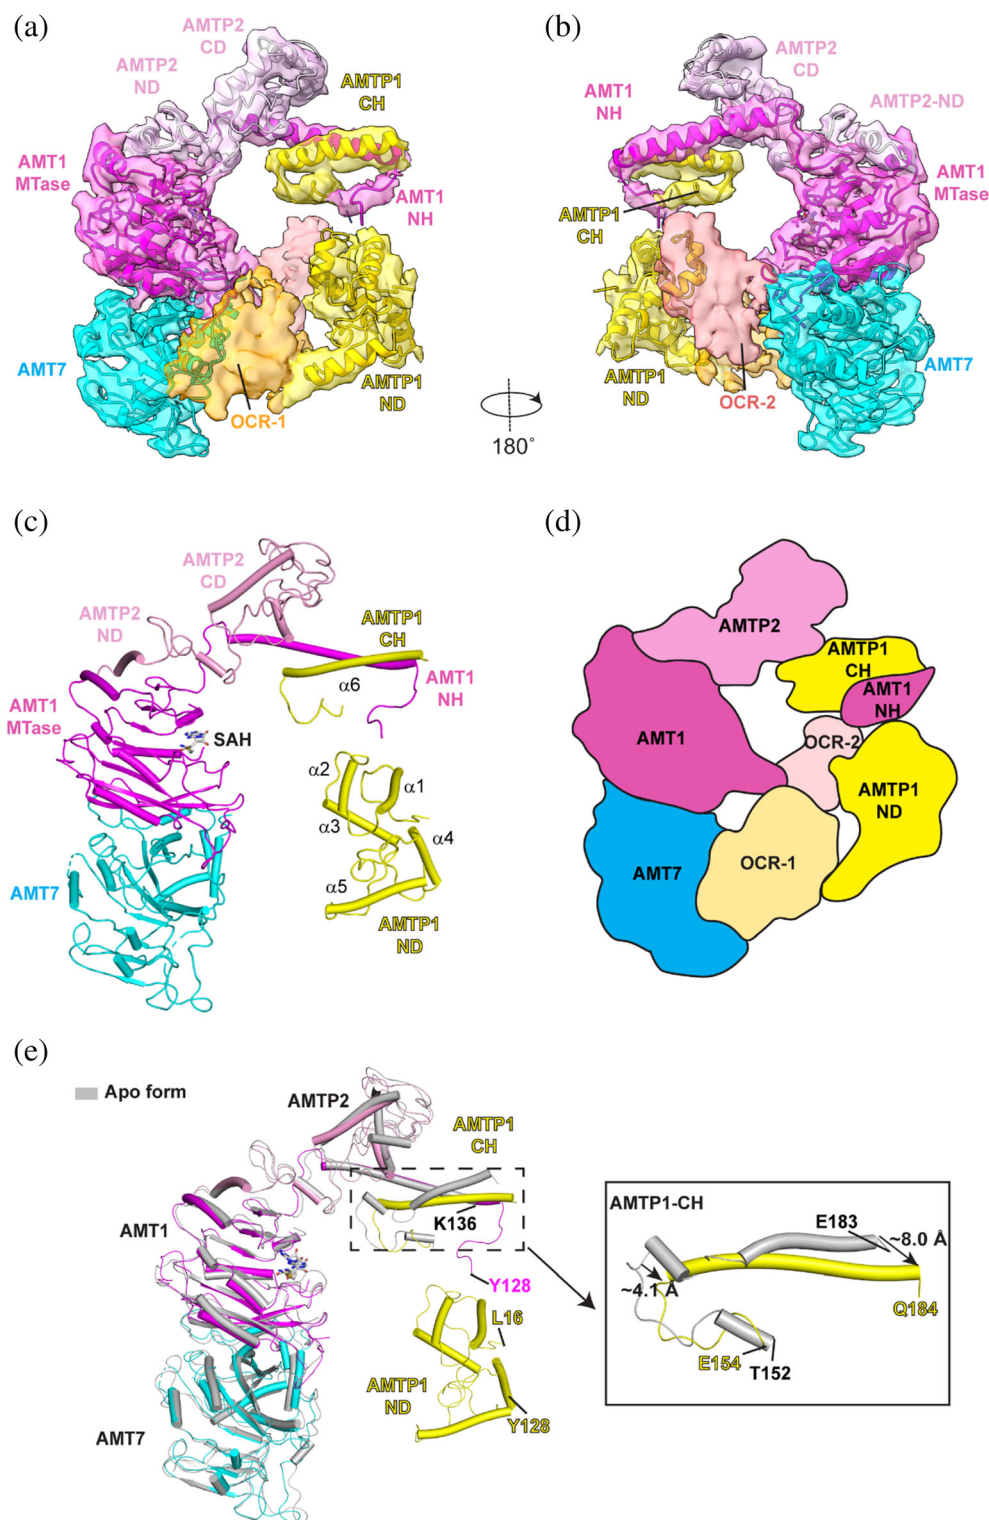 (a)
AMTP2
CD
AMTP2
ND
AMTP1
CH
AMT1
MTase
AMT1
NH
AMT7
AMTP1
ND
OCR-1
(b)
AMTP2
CD
AMT1
NH
AMTP2-ND
AMT1
MTase
AMTP1
CH
AMTP1
ND
AMT7
OCR-2
180°
(c)
AMTP2
CD
AMTP2
ND
AMTP1
CH
AMT1
NH
α6
AMT1
MTase
SAH
α2
α1
α3
α4
AMT7
α5
AMTP1
ND
(d)
AMTP2
AMTP1
CH
AMT1
NH
AMT1
OCR-2
AMTP1
ND
OCR-1
AMT7
(e)
Apo form
AMTP2
AMTP1
CH
AMT1
K136
Y128
L16
AMTP1
ND
Y128
AMT7
AMTP1-CH
E183
~8.0 Å
~4.1 Å
Q184
E154
T152